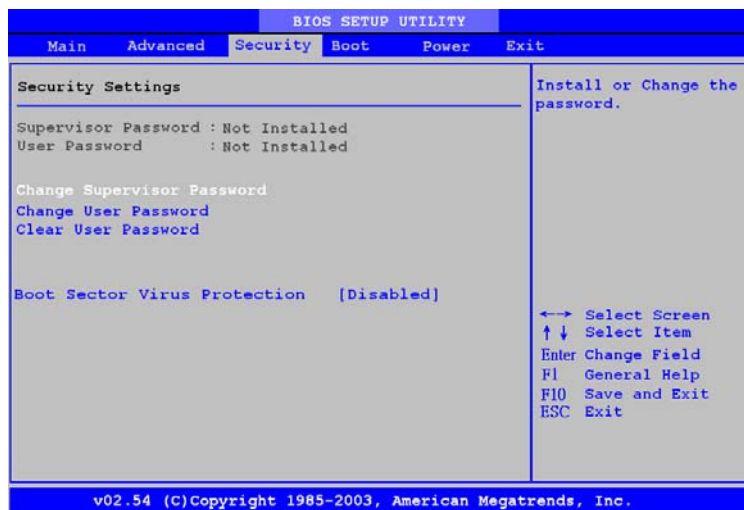 BIOS SETUP UTILITY
Main Advanced Security Boot Power Exit
Security Settings
Supervisor Password : Not Installed
User Password : Not Installed
Change Supervisor Password
Change User Password
Clear User Password
Boot Sector Virus Protection [Disabled]
Install or Change the
password.
←→ Select Screen
↑↓ Select Item
Enter Change Field
F1 General Help
F10 Save and Exit
ESC Exit
v02.54 (C)Copyright 1985-2003, American Megatrends, Inc.